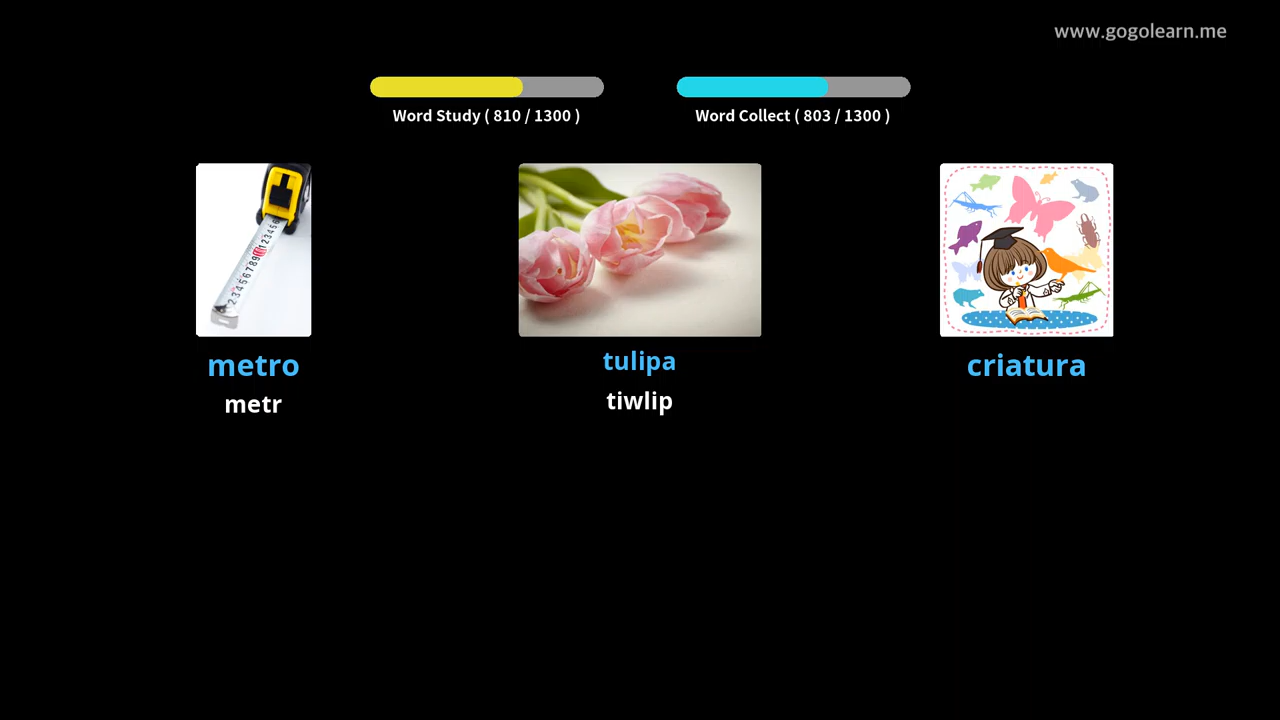 www.gogolearn.me
Word Study ( 810 / 1300 )
Word Collect ( 803 / 1300 )
metro
metr
tulipa
tiwlip
criatura